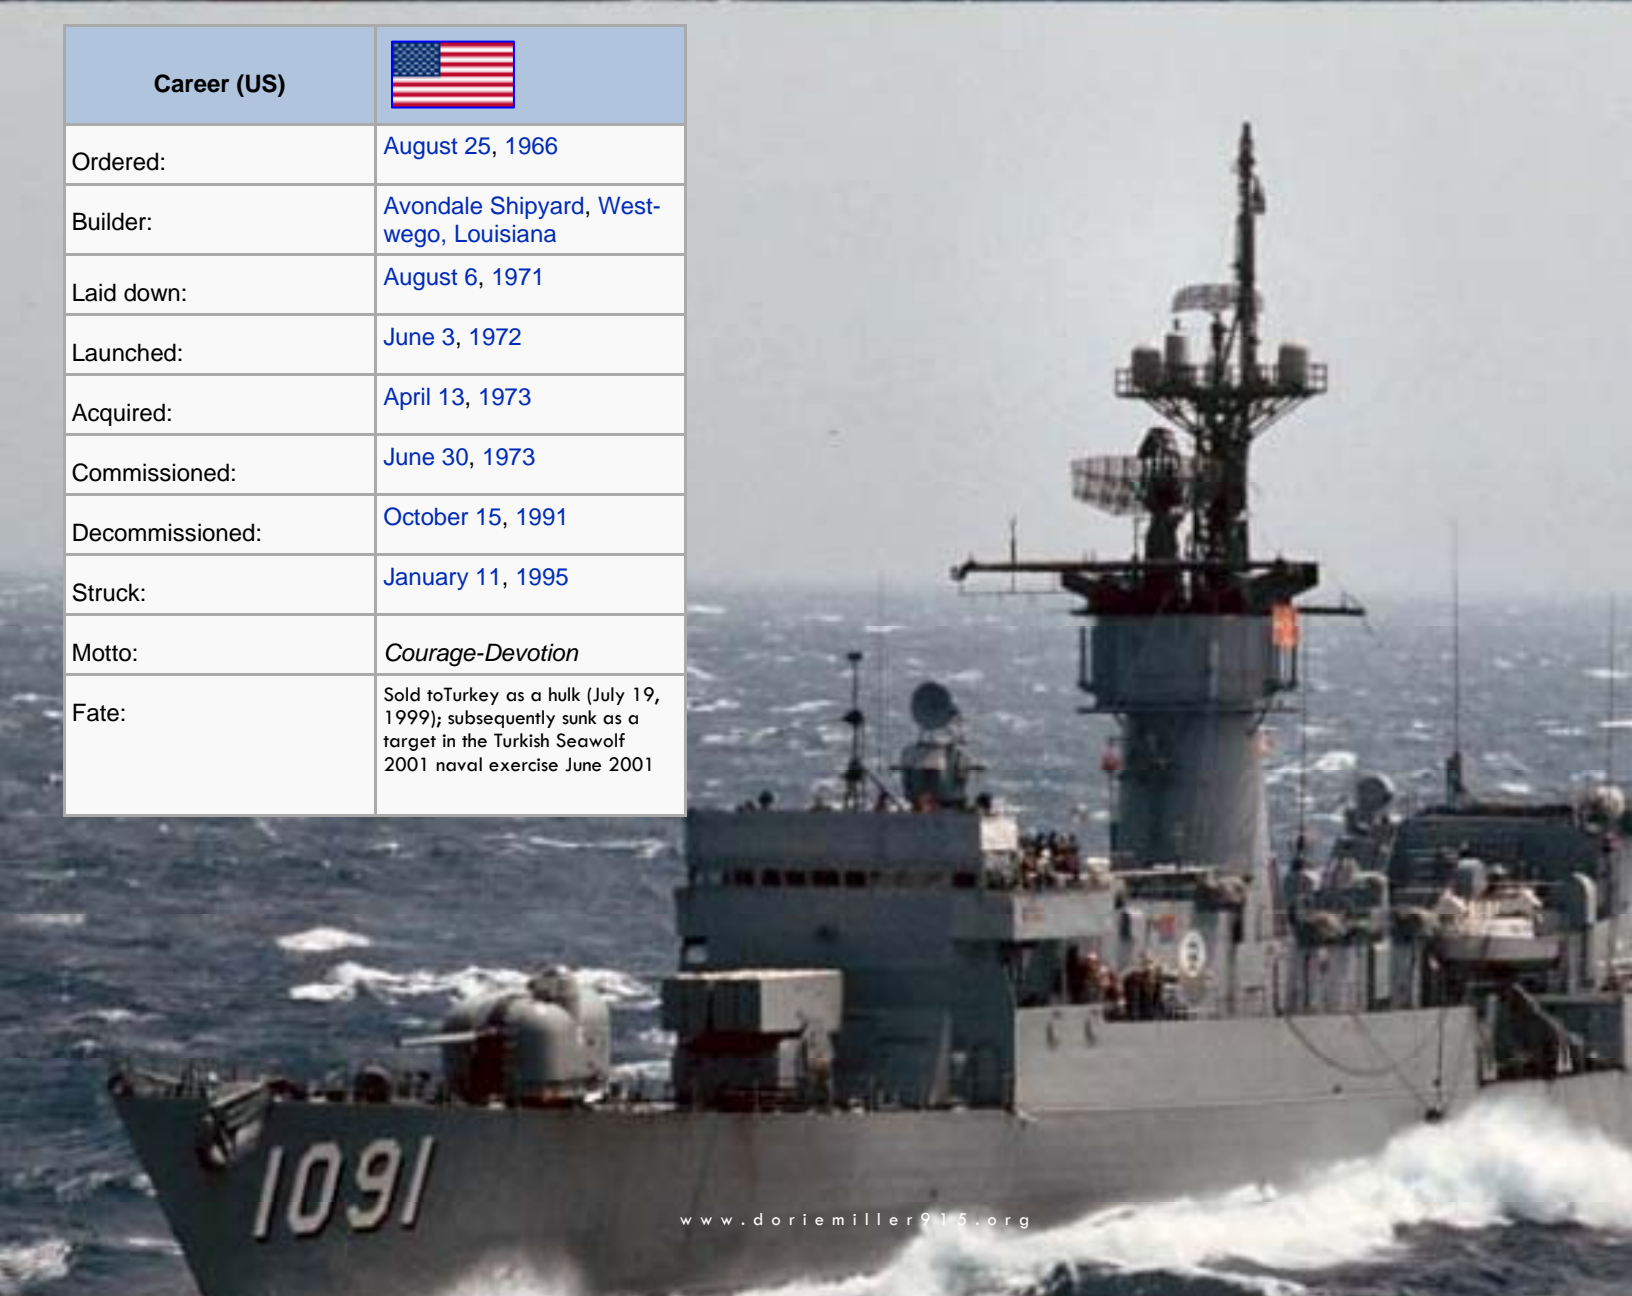 Career (US)
Ordered:
August 25, 1966
Builder:
Avondale Shipyard, West-
wego, Louisiana
Laid down:
August 6, 1971
Launched:
June 3, 1972
Acquired:
April 13, 1973
Commissioned:
June 30, 1973
Decommissioned:
October 15, 1991
Struck:
January 11, 1995
Motto:
Courage-Devotion
Fate:
Sold toTurkey as a hulk (July 19,
1999); subsequently sunk as a
target in the Turkish Seawolf
2001 naval exercise June 2001
1091
www.doriemiller915.org